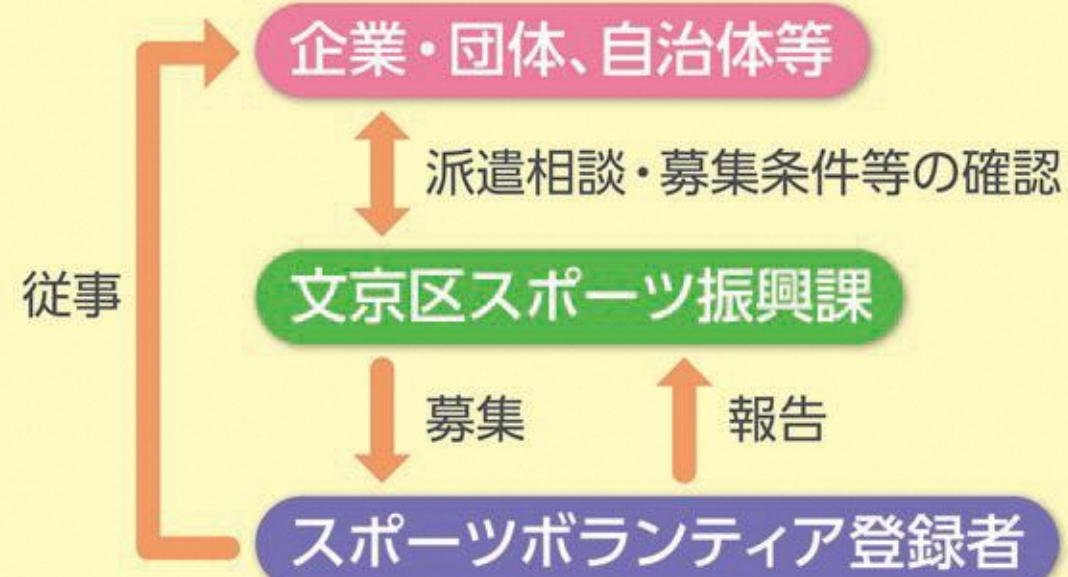 企業・団体、自治体等
派遣相談・募集条件等の確認
従事
文京区スポーツ振興課
募集
報告
スポーツボランティア登録者